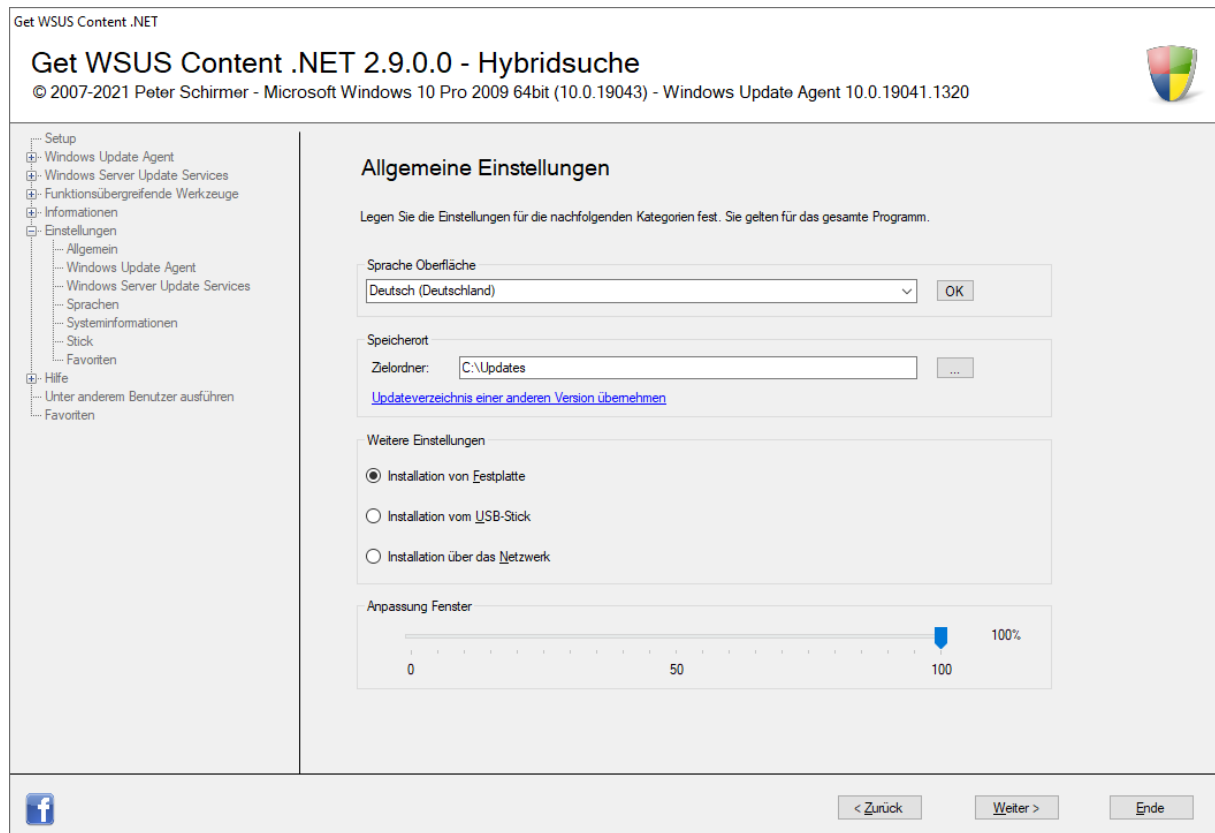 Get WSUS Content .NET
Get WSUS Content .NET 2.9.0.0 - Hybridsuche
© 2007-2021 Peter Schirmer - Microsoft Windows 10 Pro 2009 64bit (10.0.19043) - Windows Update Agent 10.0.19041.1320
Setup
Windows Update Agent
Windows Server Update Services
Funktionsübergreifende Werkzeuge
Informationen
Einstellungen
Allgemein
Windows Update Agent
Windows Server Update Services
Sprachen
Systeminformationen
Stick
Favoriten
Hilfe
Unter anderem Benutzer ausführen
Favoriten
Allgemeine Einstellungen
Legen Sie die Einstellungen für die nachfolgenden Kategorien fest. Sie gelten für das gesamte Programm.
Sprache Oberfläche
Deutsch (Deutschland) OK
Speicherort
Zielordner: C:\Updates ...
Updateverzeichnis einer anderen Version übernehmen
Weitere Einstellungen
Installation von Festplatte
Installation vom USB-Stick
Installation über das Netzwerk
Anpassung Fenster
100%
0 50 100
f
< Zurück Weiter > Ende